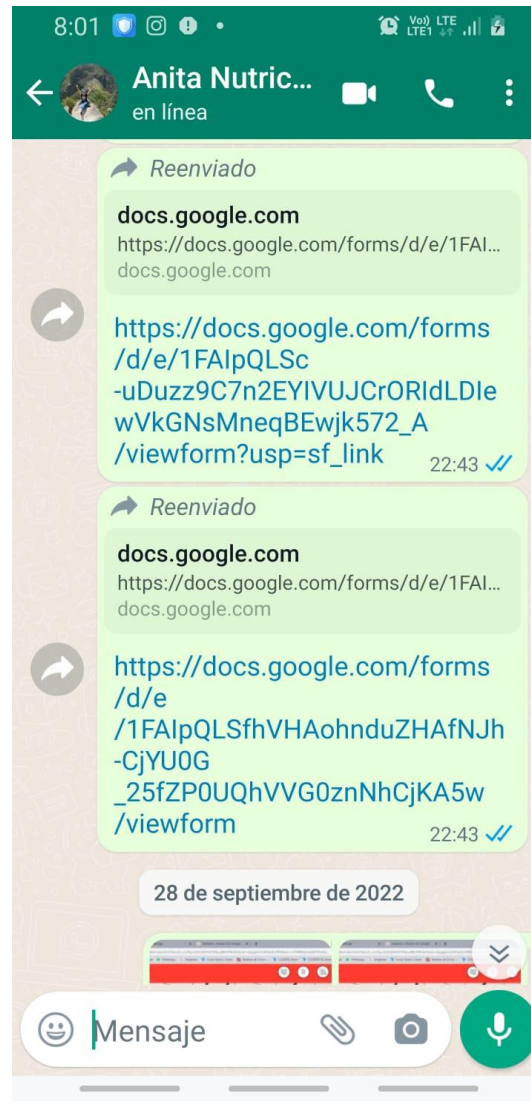 8:01
Vo)) LTE
LTE1
Anita Nutric...
en línea
Reenviado
docs.google.com
https://docs.google.com/forms/d/e/1FAI...
docs.google.com
https://docs.google.com/forms
/d/e/1FAIpQLSc
-uDuzz9C7n2EYIVUJCrORIdLDIe
wVkGNsMneqBEwjk572_A
/viewform?usp=sf_link
22:43
Reenviado
docs.google.com
https://docs.google.com/forms/d/e/1FAI...
docs.google.com
https://docs.google.com/forms
/d/e
/1FAIpQLSfhVHAohnduZHAfNJh
-CjYU0G
_25fZP0UQhVVG0znNhCjKA5w
/viewform
22:43
28 de septiembre de 2022
Mensaje